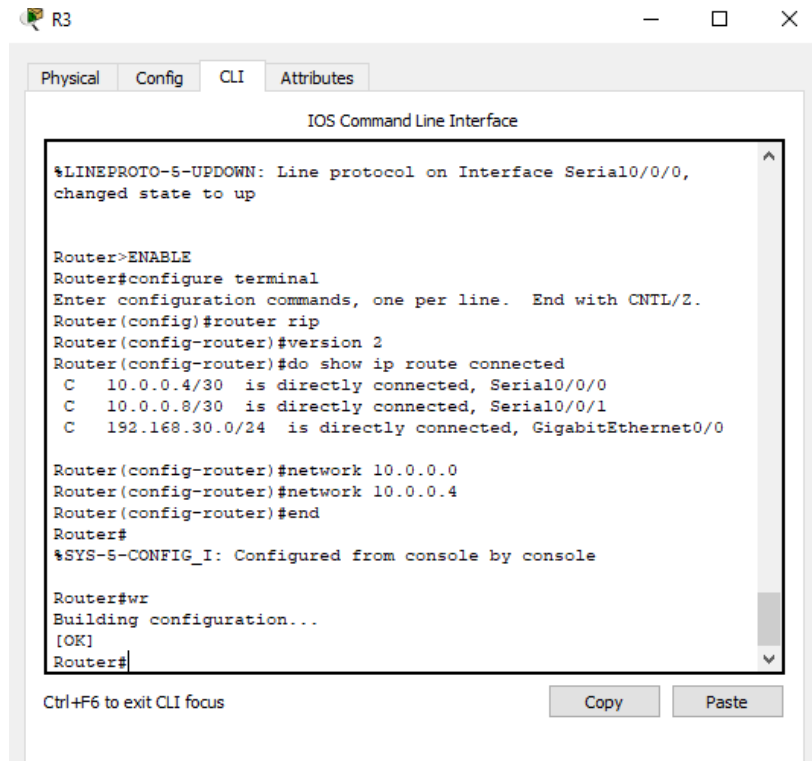 R3
Physical Config CLI Attributes
IOS Command Line Interface
%LINEPROTO-5-UPDOWN: Line protocol on Interface Serial0/0/0,
changed state to up
Router>ENABLE
Router#configure terminal
Enter configuration commands, one per line.  End with CNTL/Z.
Router(config)#router rip
Router(config-router)#version 2
Router(config-router)#do show ip route connected
C   10.0.0.4/30  is directly connected, Serial0/0/0
C   10.0.0.8/30  is directly connected, Serial0/0/1
C   192.168.30.0/24  is directly connected, GigabitEthernet0/0
Router(config-router)#network 10.0.0.0
Router(config-router)#network 10.0.0.4
Router(config-router)#end
Router#
%SYS-5-CONFIG_I: Configured from console by console
Router#wr
Building configuration...
[OK]
Router#
Ctrl+F6 to exit CLI focus Copy Paste